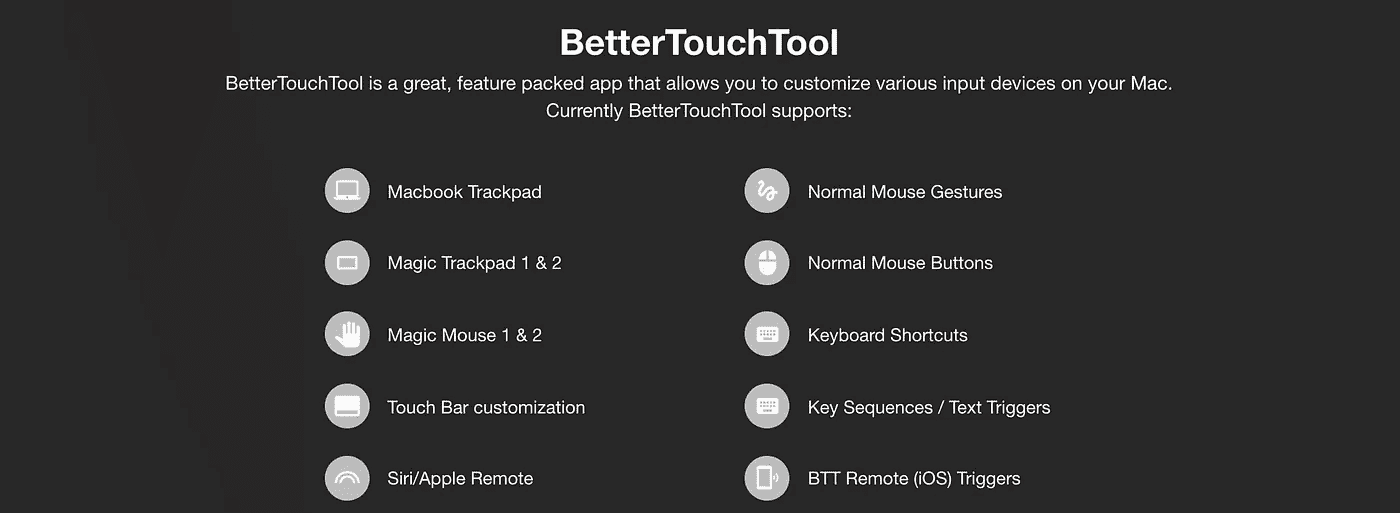 BetterTouchTool
BetterTouchTool is a great, feature packed app that allows you to customize various input devices on your Mac.
Currently BetterTouchTool supports:
Macbook Trackpad
Normal Mouse Gestures
Magic Trackpad 1 & 2
Normal Mouse Buttons
Magic Mouse 1 & 2
Keyboard Shortcuts
Touch Bar customization
Key Sequences / Text Triggers
Siri/Apple Remote
BTT Remote (iOS) Triggers